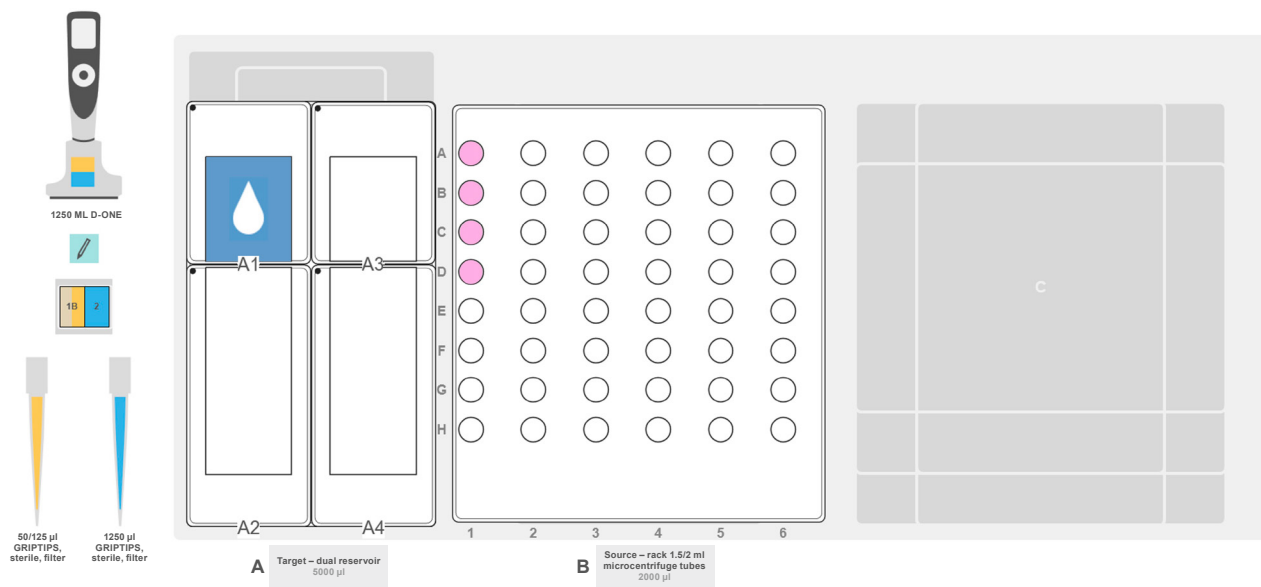 1250 ML D-ONE
1B 2
50/125 µl
GRIPTIPS,
sterile, filter
1250 µl
GRIPTIPS,
sterile, filter
A1
A3
A2
A4
A
B
C
D
E
F
G
H
1 2 3 4 5 6
C
A
Target – dual reservoir
5000 µl
B
Source – rack 1.5/2 ml
microcentrifuge tubes
2000 µl